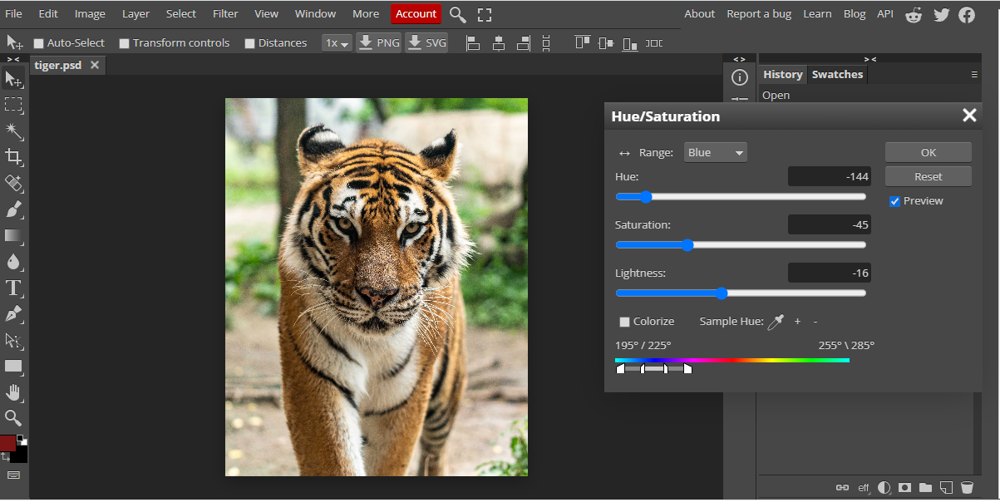 File Edit Image Layer Select Filter View Window More Account About Report a bug Learn Blog API
Auto-Select Transform controls Distances 1x PNG SVG
> < < > > <
tiger.psd History Swatches
Open
Hue/Saturation
Range: Blue OK
Hue: -144 Reset
Preview
Saturation: -45
Lightness: -16
Colorize Sample Hue: + -
195° / 225° 255° \ 285°
eff